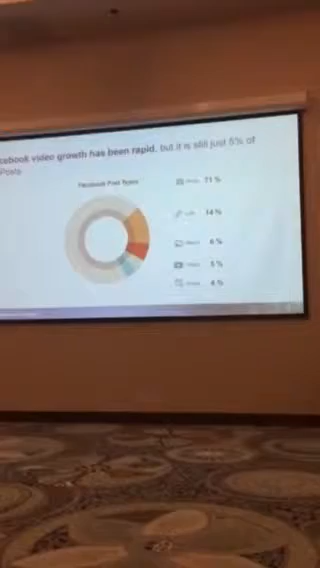 cebook video growth has been rapid, but it is still just 5% of
Posts
Facebook Post Types
71%
14%
6%
5%
4%